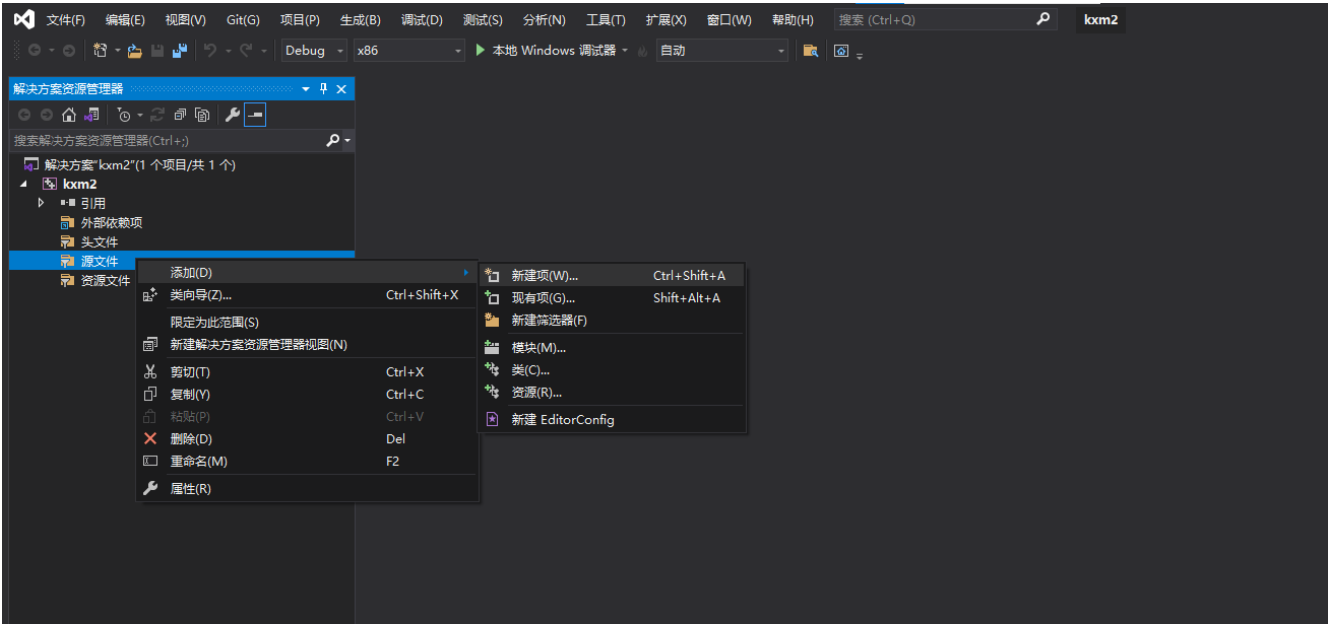 文件(F) 编辑(E) 视图(V) Git(G) 项目(P) 生成(B) 调试(D) 测试(S) 分析(N) 工具(T) 扩展(X) 窗口(W) 帮助(H) 搜索 (Ctrl+Q) kxm2
Debug x86 本地 Windows 调试器 自动
解决方案资源管理器
搜索解决方案资源管理器(Ctrl+;)
解决方案"kxm2"(1 个项目/共 1 个)
kxm2
引用
外部依赖项
头文件
源文件
资源文件
添加(D)
类向导(Z)... Ctrl+Shift+X
限定为此范围(S)
新建解决方案资源管理器视图(N)
剪切(T) Ctrl+X
复制(Y) Ctrl+C
粘贴(P) Ctrl+V
删除(D) Del
重命名(M) F2
属性(R)
新建项(W)... Ctrl+Shift+A
现有项(G)... Shift+Alt+A
新建筛选器(F)
模块(M)...
类(C)...
资源(R)...
新建 EditorConfig